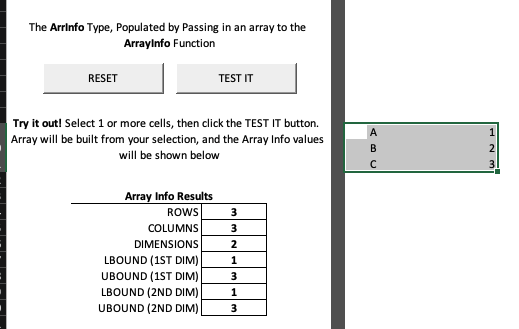 The ArrInfo Type, Populated by Passing in an array to the
ArrayInfo Function
RESET
TEST IT
Try it out! Select 1 or more cells, then click the TEST IT button.
Array will be built from your selection, and the Array Info values
will be shown below
A 1
B 2
C 3
Array Info Results
ROWS 3
COLUMNS 3
DIMENSIONS 2
LBOUND (1ST DIM) 1
UBOUND (1ST DIM) 3
LBOUND (2ND DIM) 1
UBOUND (2ND DIM) 3